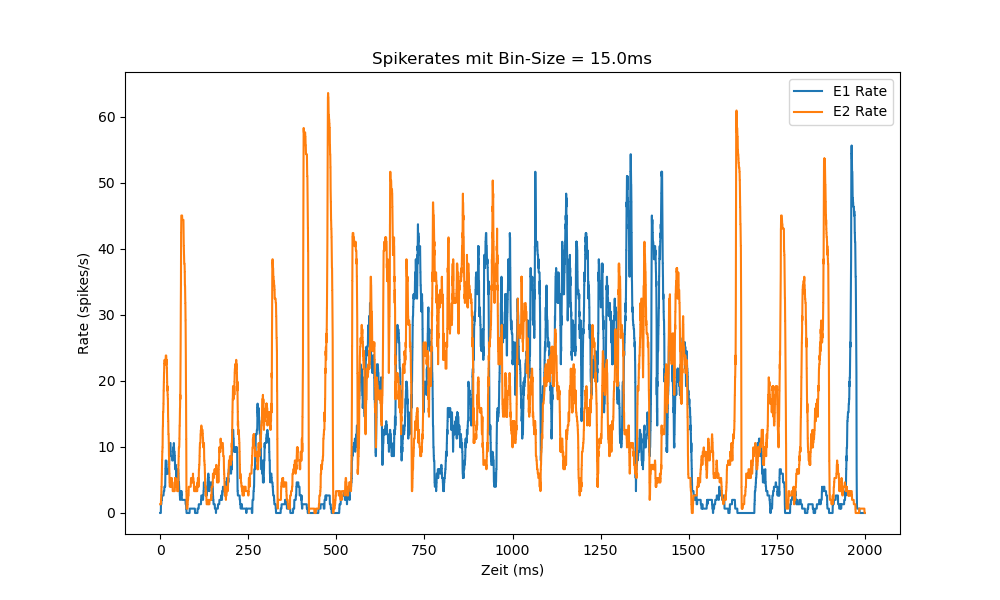 Spikerates mit Bin-Size = 15.0ms
E1 Rate
E2 Rate
Rate (spikes/s)
60
50
40
30
20
10
0
0 250 500 750 1000 1250 1500 1750 2000
Zeit (ms)